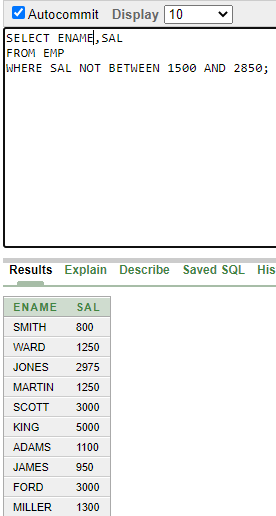 Autocommit Display 10
SELECT ENAME,SAL
FROM EMP
WHERE SAL NOT BETWEEN 1500 AND 2850;
Results Explain Describe Saved SQL His
ENAME SAL
SMITH 800
WARD 1250
JONES 2975
MARTIN 1250
SCOTT 3000
KING 5000
ADAMS 1100
JAMES 950
FORD 3000
MILLER 1300